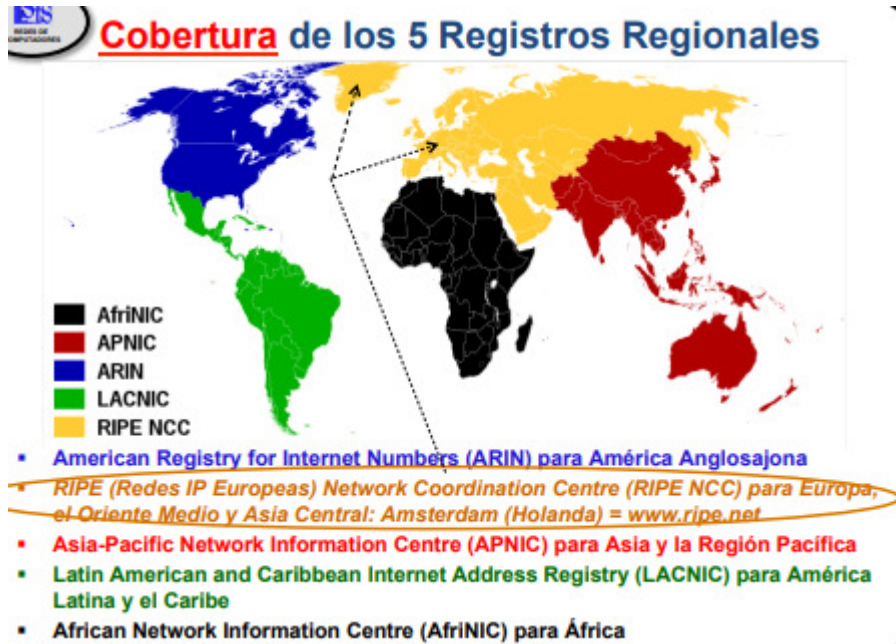 REDES DE
COMPUTADORES
Cobertura de los 5 Registros Regionales
AfriNIC
APNIC
ARIN
LACNIC
RIPE NCC
▪ American Registry for Internet Numbers (ARIN) para América Anglosajona
▪ RIPE (Redes IP Europeas) Network Coordination Centre (RIPE NCC) para Europa,
el Oriente Medio y Asia Central: Amsterdam (Holanda) = www.ripe.net
▪ Asia-Pacific Network Information Centre (APNIC) para Asia y la Región Pacífica
▪ Latin American and Caribbean Internet Address Registry (LACNIC) para América
Latina y el Caribe
▪ African Network Information Centre (AfriNIC) para África